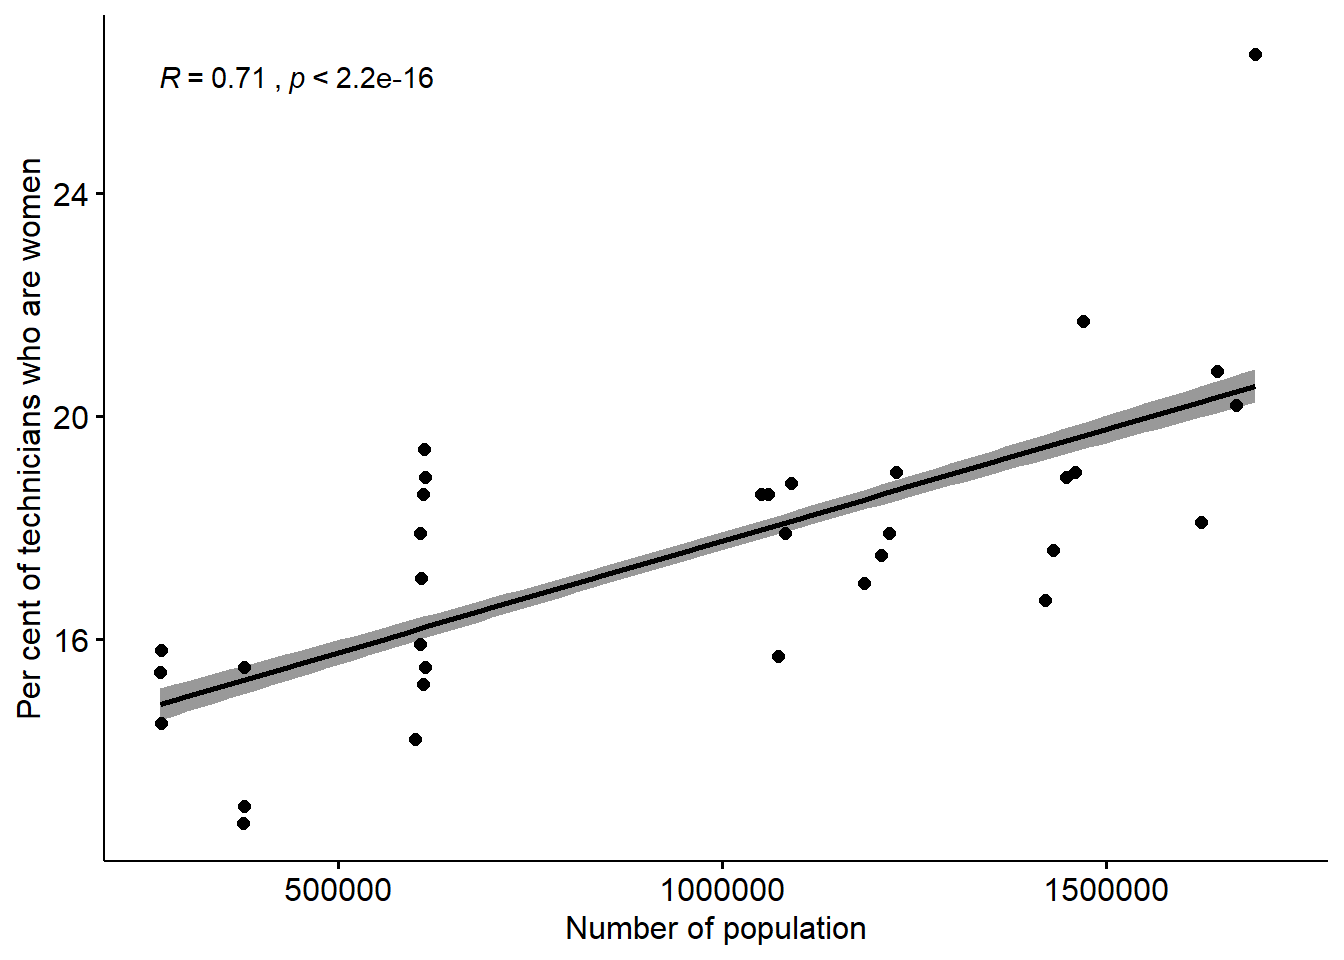 R = 0.71 , p < 2.2e-16
Per cent of technicians who are women
24
20
16
500000 1000000 1500000
Number of population